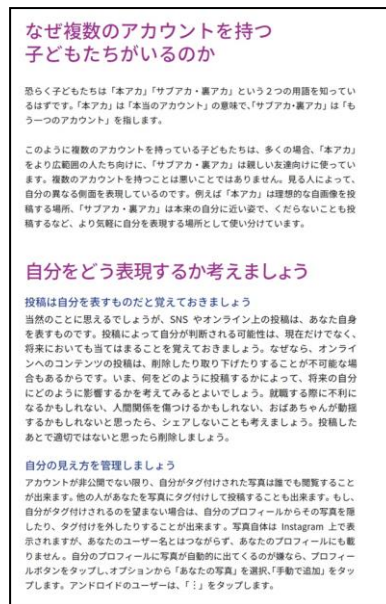 なぜ複数のアカウントを持つ
子どもたちがいるのか
恐らく子どもたちは「本アカ」「サブアカ・裏アカ」という２つの用語を知ってい
るはずです。「本アカ」は「本当のアカウント」の意味で、「サブアカ・裏アカ」は「も
う一つのアカウント」を指します。
このように複数のアカウントを持っている子どもたちは、多くの場合、「本アカ」
をより広範囲の人たち向けに、「サブアカ・裏アカ」は親しい友達向けに使ってい
ます。複数のアカウントを持つことは悪いことではありません。見る人によって、
自分の異なる側面を表現しているのです。例えば「本アカ」は理想的な自画像を投
稿する場所、「サブアカ・裏アカ」は本来の自分に近い姿で、くだらないことも投
稿するなど、より気軽に自分を表現する場所として使い分けています。
自分をどう表現するか考えましょう
投稿は自分を表すものだと覚えておきましょう
当然のことに思えるでしょうが、SNS やオンライン上の投稿は、あなた自身
を表すものです。投稿によって自分が判断される可能性は、現在だけでなく、
将来においても当てはまることを覚えておきましょう。なぜなら、オンライ
ンへのコンテンツの投稿は、削除したり取り下げたりすることが不可能な場
合もあるからです。いま、何をどのように投稿するかによって、将来の自分
にどのように影響するかを考えてみるとよいでしょう。就職する際に不利に
なるかもしれない、人間関係を傷つけるかもしれない、おばあちゃんが動揺
するかもしれないと思ったら、シェアしないことも考えましょう。投稿した
あとで適切ではないと思ったら削除しましょう。
自分の見え方を管理しましょう
アカウントが非公開でない限り、自分がタグ付けされた写真は誰でも閲覧すること
が出来ます。他の人があなたを写真にタグ付けして投稿することも出来ます。もし、
自分がタグ付けされるのを望まない場合は、自分のプロフィールからその写真を隠
したり、タグ付けを外したりすることが出来ます。写真自体は Instagram 上で表
示されますが、あなたのユーザー名とはつながらず、あなたのプロフィールにも載
りません。自分のプロフィールに写真が自動的に出てくるのが嫌なら、プロフィー
ルボタンをタップし、オプションから「あなたの写真」を選択、「手動で追加」をタッ
プします。アンドロイドのユーザーは、「⋮」をタップします。